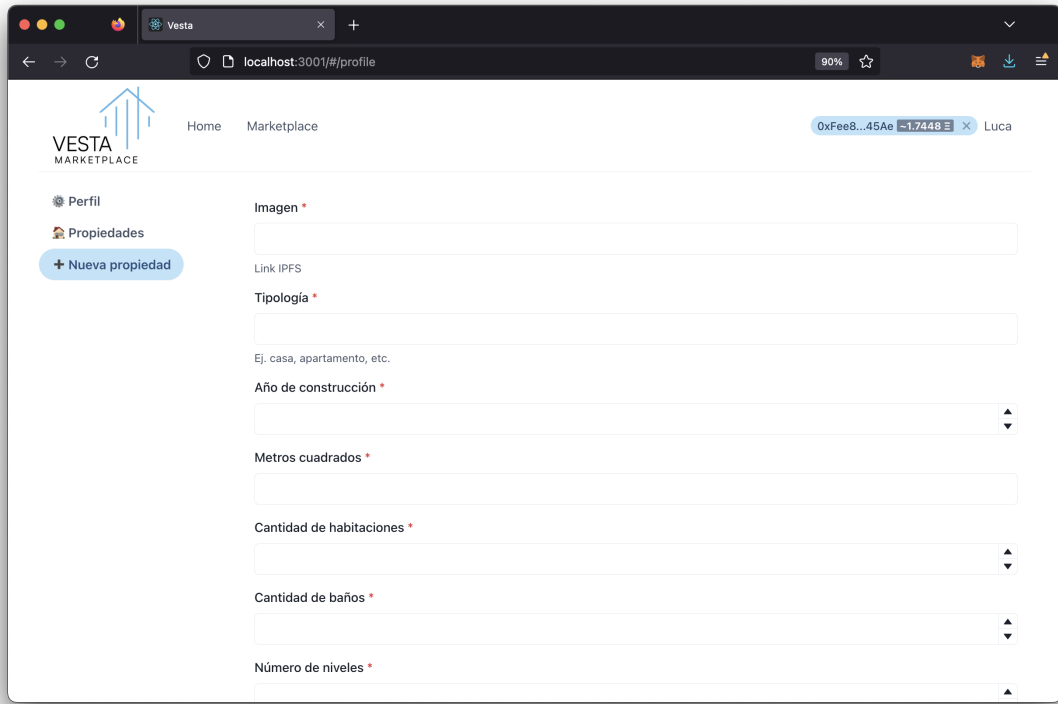 Vesta
localhost:3001/#/profile
90%
VESTA
MARKETPLACE
Home
Marketplace
0xFee8...45Ae ~1.7448 Ξ
Luca
Perfil
Propiedades
Nueva propiedad
Imagen *
Link IPFS
Tipología *
Ej. casa, apartamento, etc.
Año de construcción *
Metros cuadrados *
Cantidad de habitaciones *
Cantidad de baños *
Número de niveles *